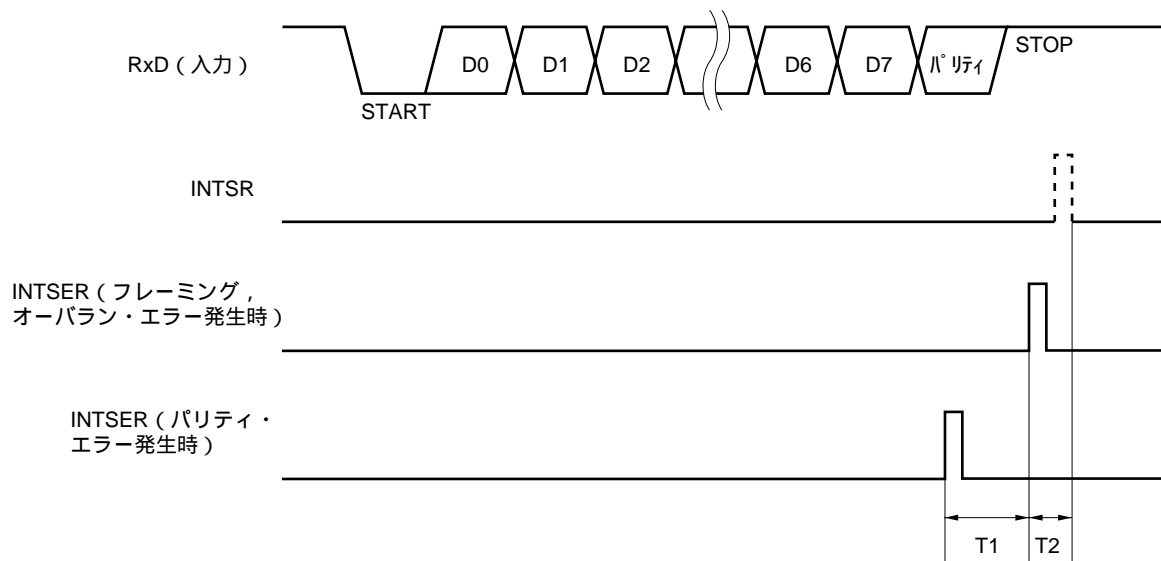 RxD（入力）
D0
D1
D2
D6
D7
パリティ
STOP
START
INTSR
INTSER（フレーミング，
オーバラン・エラー発生時）
INTSER（パリティ・
エラー発生時）
T1
T2